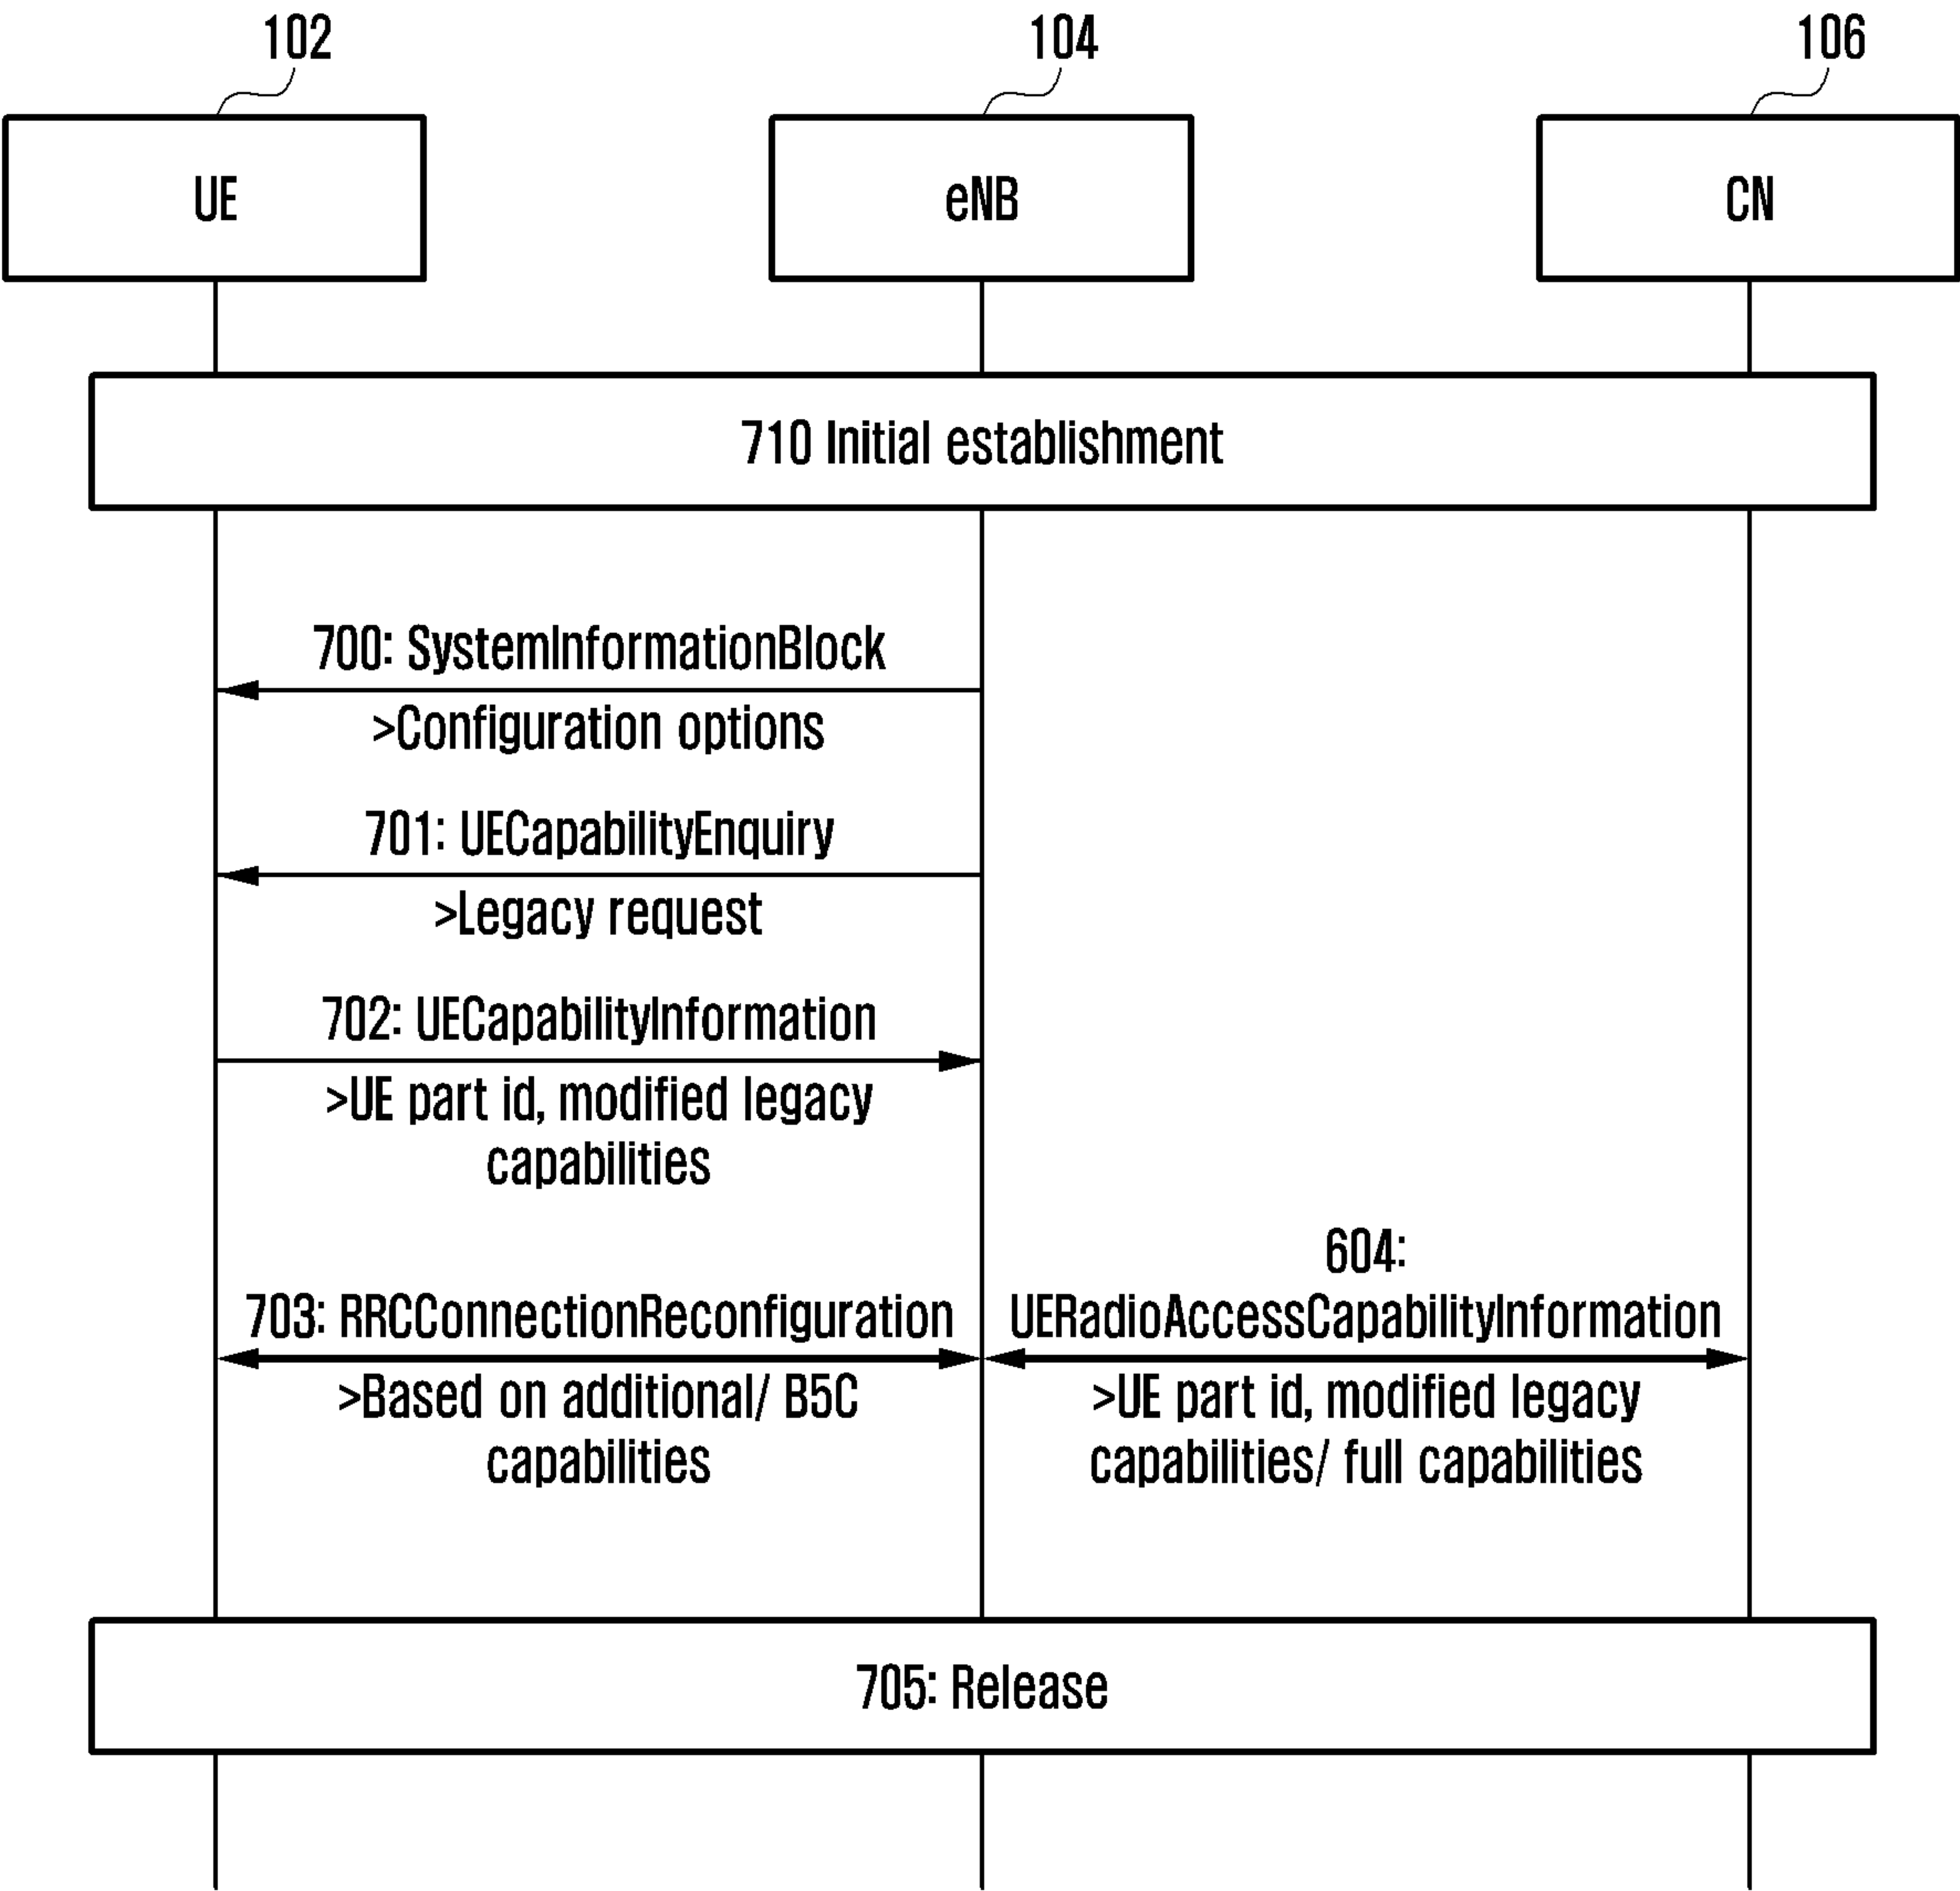 102
104
106
UE
eNB
CN
710 Initial establishment
700: SystemInformationBlock
>Configuration options
701: UECapabilityEnquiry
>Legacy request
702: UECapabilityInformation
>UE part id, modified legacy
capabilities
703: RRCConnectionReconfiguration
>Based on additional/ B5C
capabilities
604:
UERadioAccessCapabilityInformation
>UE part id, modified legacy
capabilities/ full capabilities
705: Release